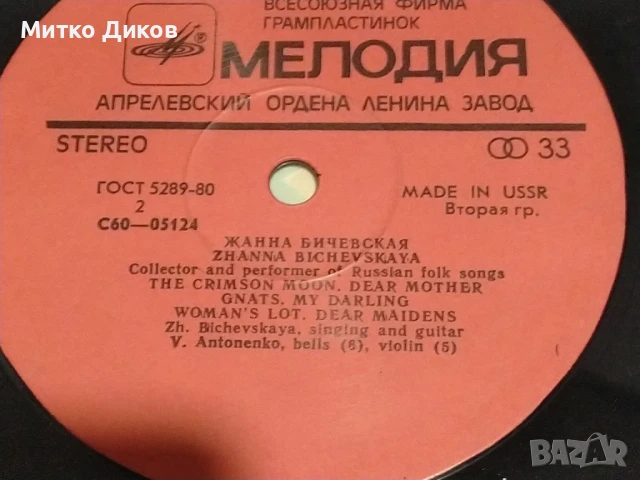 Митко Диков
ВСЕСОЮЗНАЯ ФИРМА
ГРАМПЛАСТИНОК
МЕЛОДИЯ
АПРЕЛЕВСКИЙ ОРДЕНА ЛЕНИНА ЗАВОД
STEREO
33
ГОСТ 5289-80
2
С60—05124
MADE IN USSR
Вторая гр.
ЖАННА БИЧЕВСКАЯ
ZHANNA BICHEVSKAYA
Collector and performer of Russian folk songs
THE CRIMSON MOON. DEAR MOTHER
GNATS. MY DARLING
WOMAN'S LOT. DEAR MAIDENS
Zh. Bichevskaya, singing and guitar
V. Antonenko, bells (8), violin (5)
BAZAR